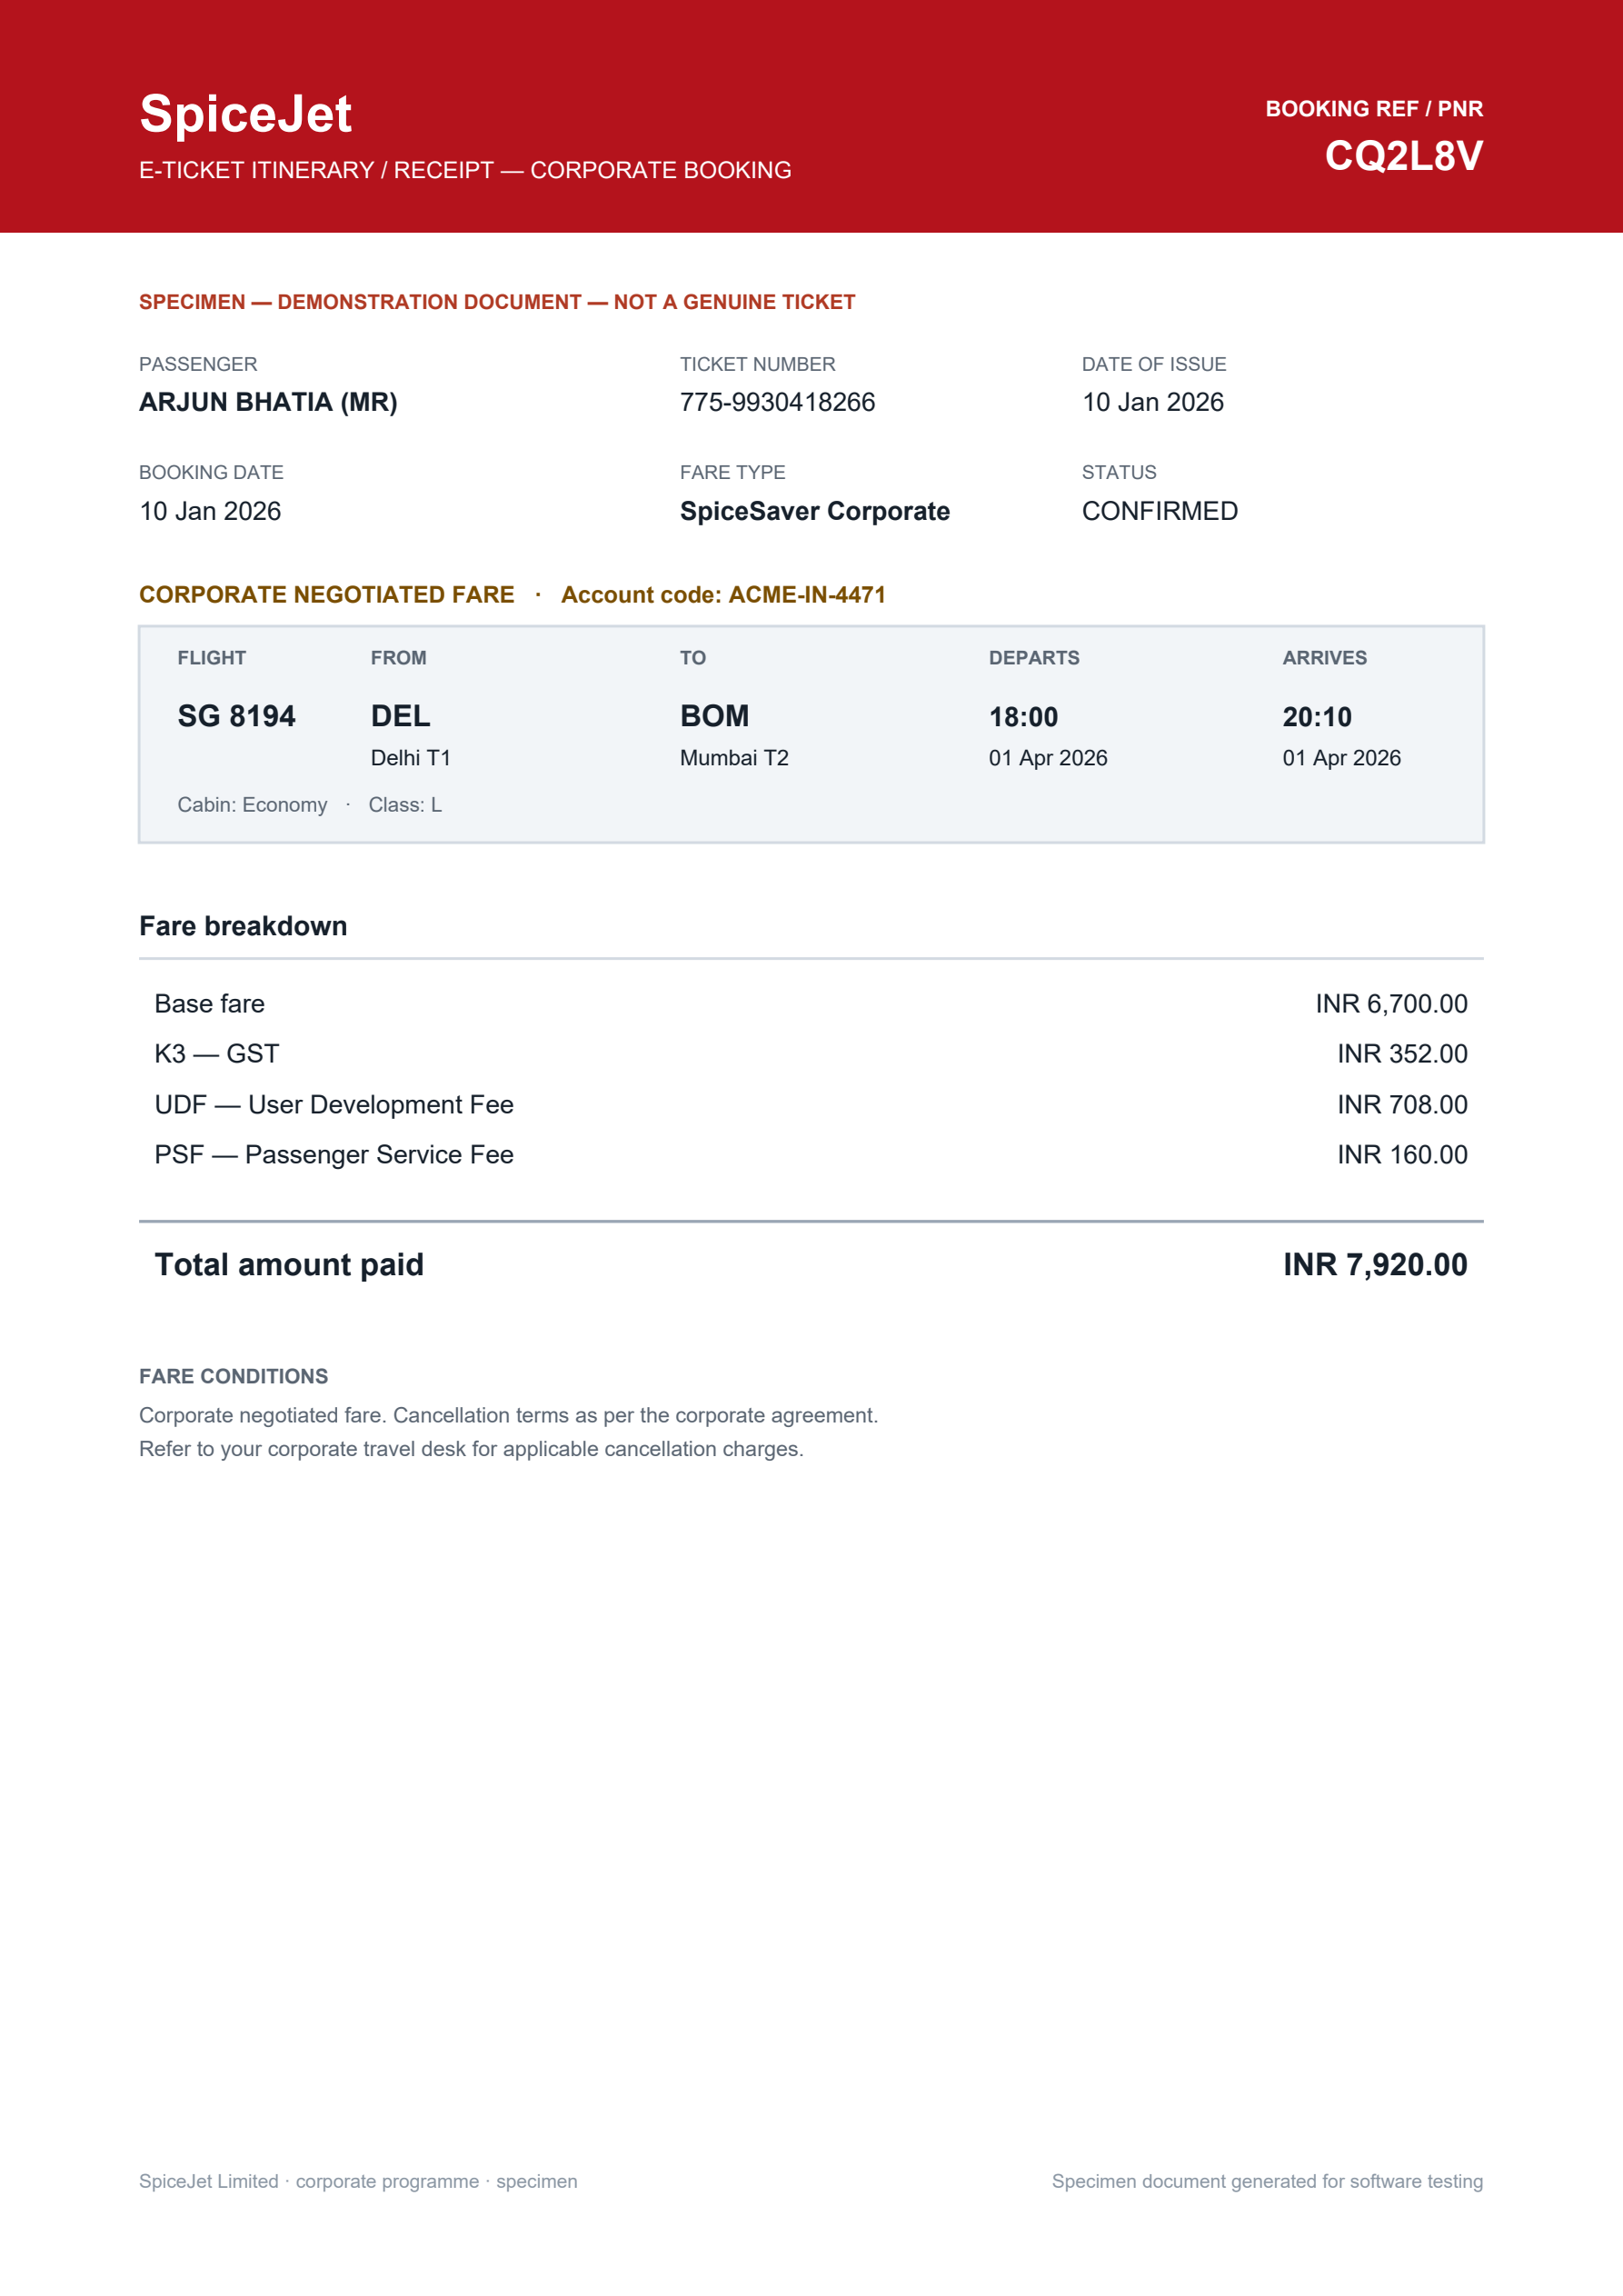 SpiceJet
E-TICKET ITINERARY / RECEIPT — CORPORATE BOOKING
BOOKING REF / PNR
CQ2L8V
SPECIMEN — DEMONSTRATION DOCUMENT — NOT A GENUINE TICKET
PASSENGER TICKET NUMBER DATE OF ISSUE
ARJUN BHATIA (MR) 775-9930418266 10 Jan 2026
BOOKING DATE FARE TYPE STATUS
10 Jan 2026 SpiceSaver Corporate CONFIRMED
CORPORATE NEGOTIATED FARE · Account code: ACME-IN-4471
FLIGHT FROM TO DEPARTS ARRIVES
SG 8194 DEL BOM 18:00 20:10
Delhi T1 Mumbai T2 01 Apr 2026 01 Apr 2026
Cabin: Economy · Class: L
Fare breakdown
Base fare INR 6,700.00
K3 — GST INR 352.00
UDF — User Development Fee INR 708.00
PSF — Passenger Service Fee INR 160.00
Total amount paid INR 7,920.00
FARE CONDITIONS
Corporate negotiated fare. Cancellation terms as per the corporate agreement.
Refer to your corporate travel desk for applicable cancellation charges.
SpiceJet Limited · corporate programme · specimen Specimen document generated for software testing